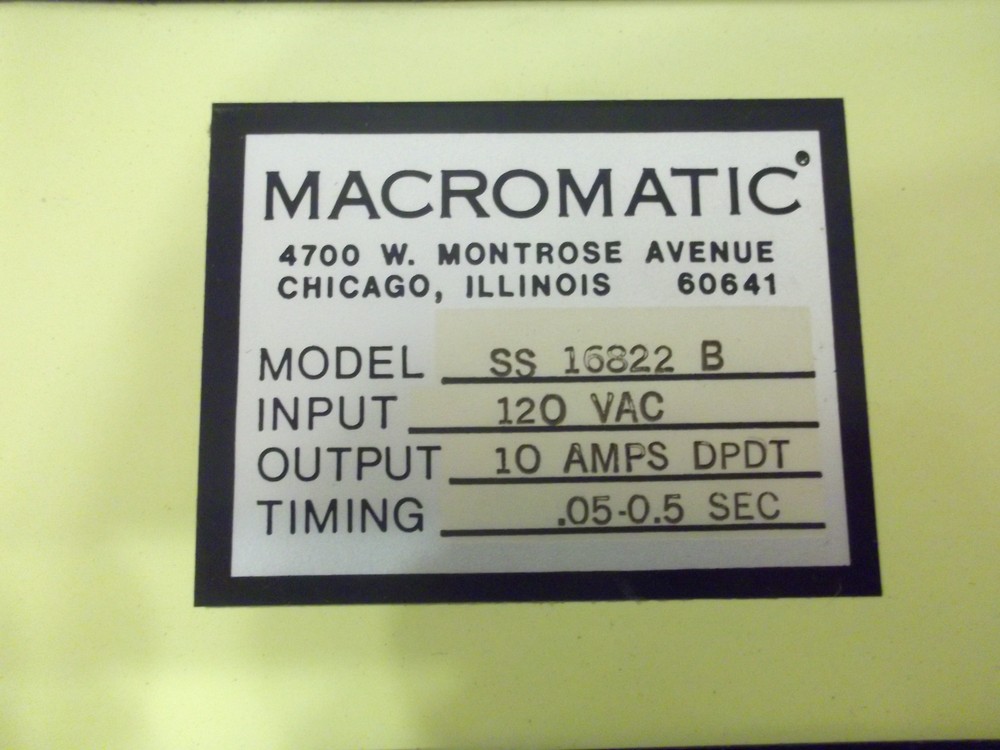 MACROMATIC
4700 W. MONTROSE AVENUE
CHICAGO, ILLINOIS 60641
MODEL SS 16822 B
INPUT 120 VAC
OUTPUT 10 AMPS DPDT
TIMING .05-0.5 SEC